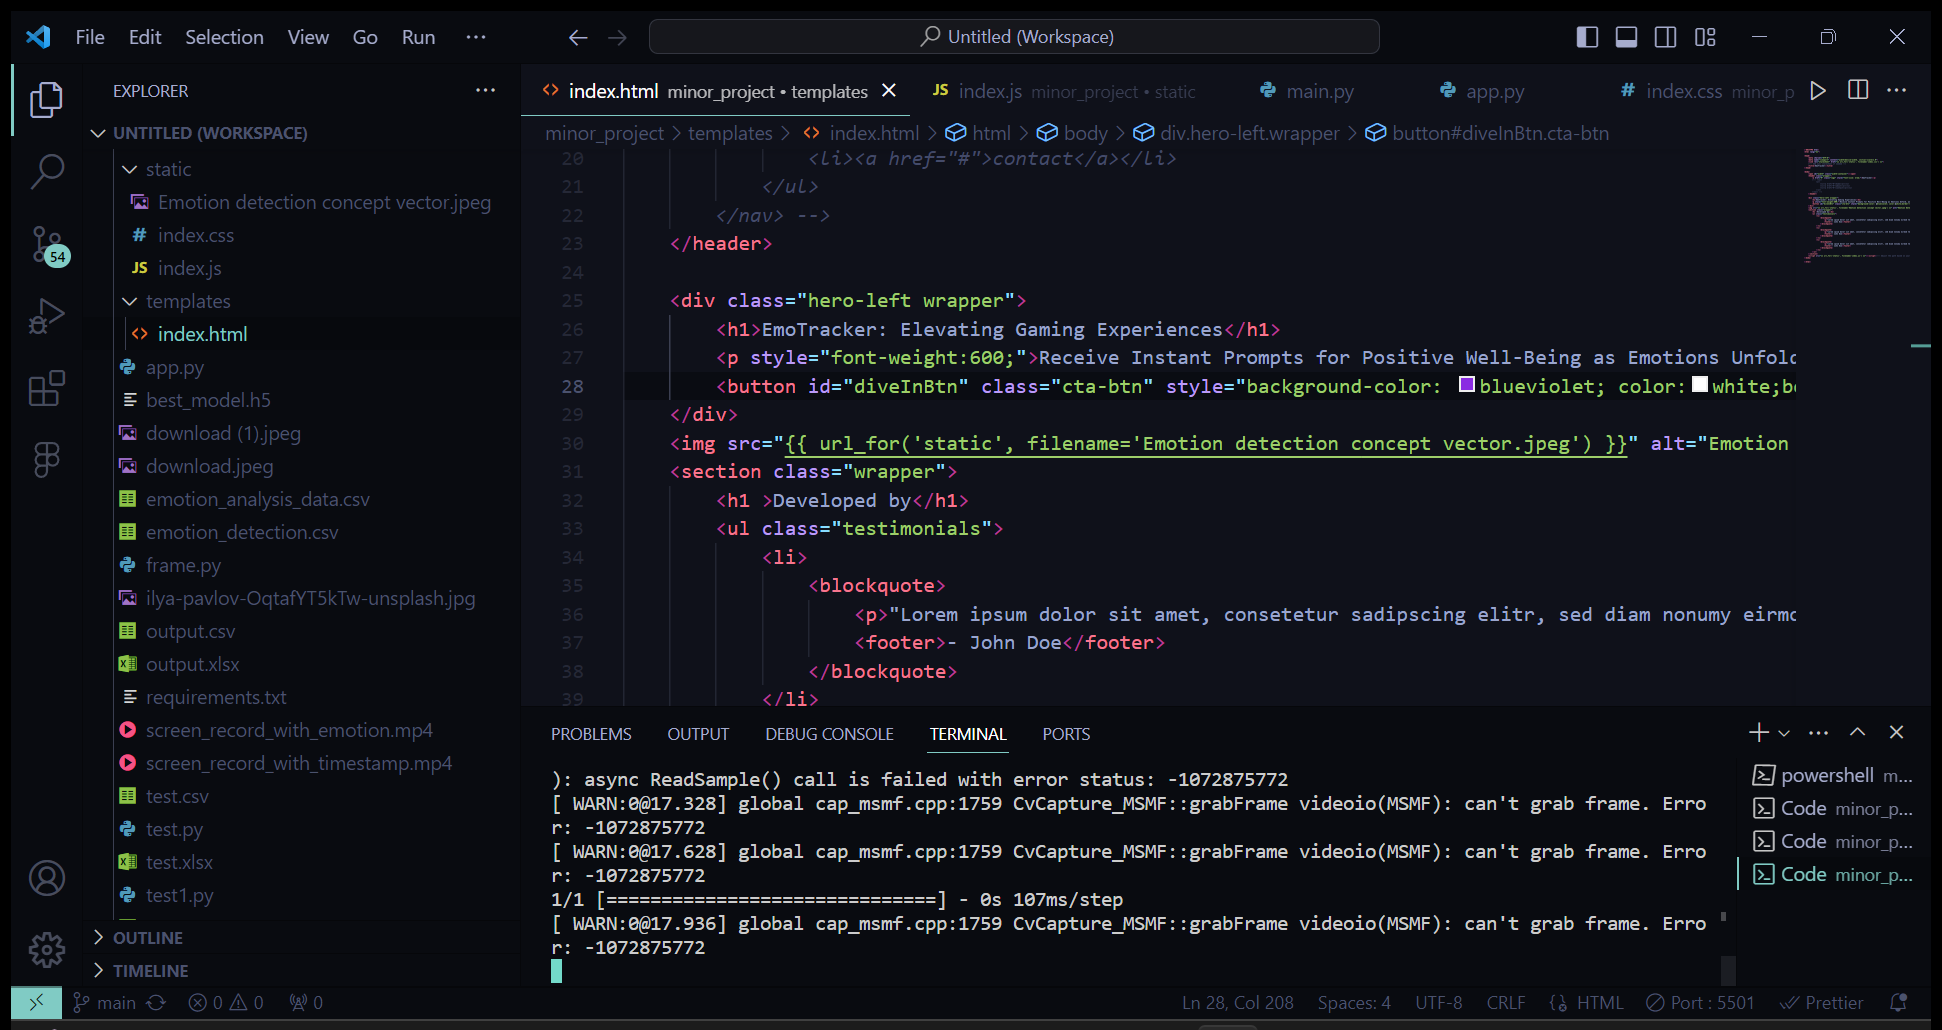 File Edit Selection View Go Run ···
Untitled (Workspace)
EXPLORER
UNTITLED (WORKSPACE)
static
Emotion detection concept vector.jpeg
# index.css
JS index.js
templates
<> index.html
app.py
best_model.h5
download (1).jpeg
download.jpeg
emotion_analysis_data.csv
emotion_detection.csv
frame.py
ilya-pavlov-OqtafYT5kTw-unsplash.jpg
output.csv
output.xlsx
requirements.txt
screen_record_with_emotion.mp4
screen_record_with_timestamp.mp4
test.csv
test.py
test.xlsx
test1.py
OUTLINE
TIMELINE
54
<> index.html minor_project • templates
JS index.js minor_project • static
main.py
app.py
# index.css minor_p
minor_project > templates > <> index.html > html > body > div.hero-left.wrapper > button#diveInBtn.cta-btn
20 <li><a href="#">contact</a></li>
21 </ul>
22 </nav> -->
23 </header>
24
25 <div class="hero-left wrapper">
26 <h1>EmoTracker: Elevating Gaming Experiences</h1>
27 <p style="font-weight:600;">Receive Instant Prompts for Positive Well-Being as Emotions Unfol
28 <button id="diveInBtn" class="cta-btn" style="background-color: blueviolet; color: white;b
29 </div>
30 <img src="{{ url_for('static', filename='Emotion detection concept vector.jpeg') }}" alt="Emotion
31 <section class="wrapper">
32 <h1 >Developed by</h1>
33 <ul class="testimonials">
34 <li>
35 <blockquote>
36 <p>"Lorem ipsum dolor sit amet, consetetur sadipscing elitr, sed diam nonumy eirm
37 <footer>- John Doe</footer>
38 </blockquote>
39 </li>
PROBLEMS OUTPUT DEBUG CONSOLE TERMINAL PORTS
): async ReadSample() call is failed with error status: -1072875772
[ WARN:0@17.328] global cap_msmf.cpp:1759 CvCapture_MSMF::grabFrame videoio(MSMF): can't grab frame. Erro
r: -1072875772
[ WARN:0@17.628] global cap_msmf.cpp:1759 CvCapture_MSMF::grabFrame videoio(MSMF): can't grab frame. Erro
r: -1072875772
1/1 [==============================] - 0s 107ms/step
[ WARN:0@17.936] global cap_msmf.cpp:1759 CvCapture_MSMF::grabFrame videoio(MSMF): can't grab frame. Erro
r: -1072875772
powershell m...
Code minor_p...
Code minor_p...
Code minor_p...
main 0 0 0 Ln 28, Col 208 Spaces: 4 UTF-8 CRLF HTML Port : 5501 Prettier